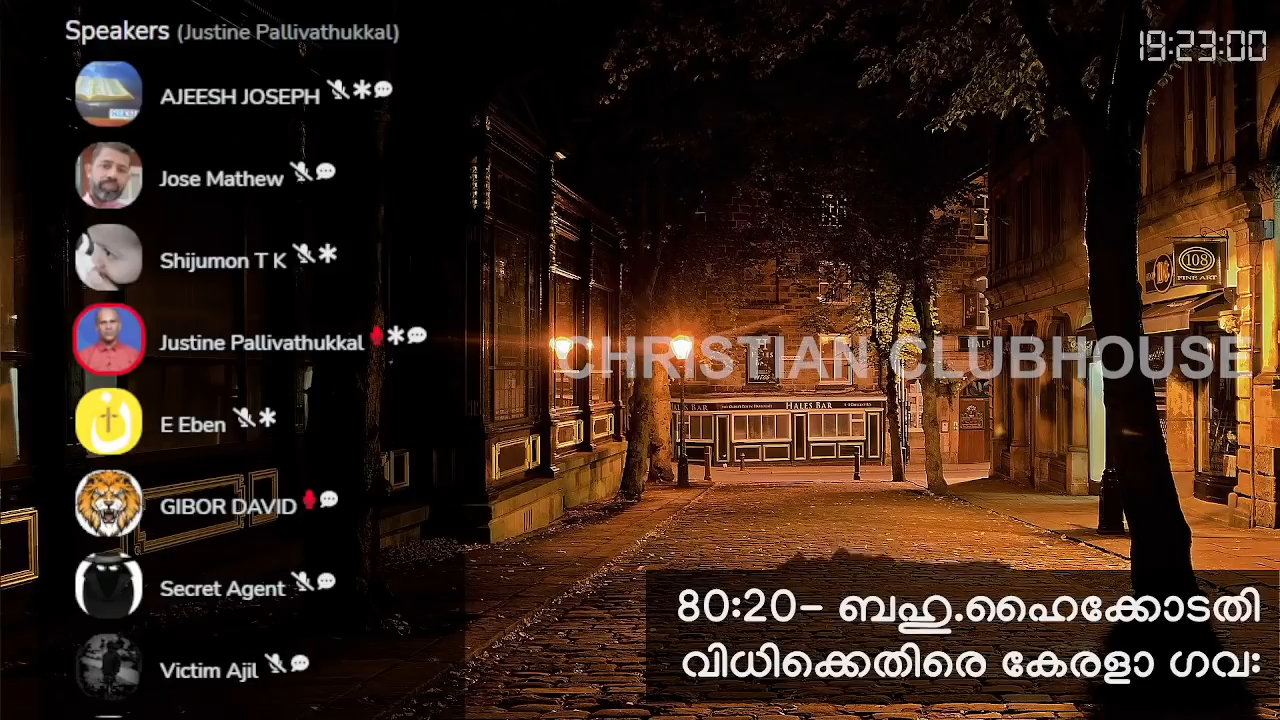 Speakers (Justine Pallivathukkal)
19:23:00
AJEESH JOSEPH
Jose Mathew
Shijumon T K
Justine Pallivathukkal
E Eben
GIBOR DAVID
Secret Agent
Victim Ajil
108
FINE ART
CHRISTIAN CLUBHOUSE
HALES BAR
80:20– ബഹു.ഹൈക്കോടതി
വിധിക്കെതിരെ കേരളാ ഗവഃ